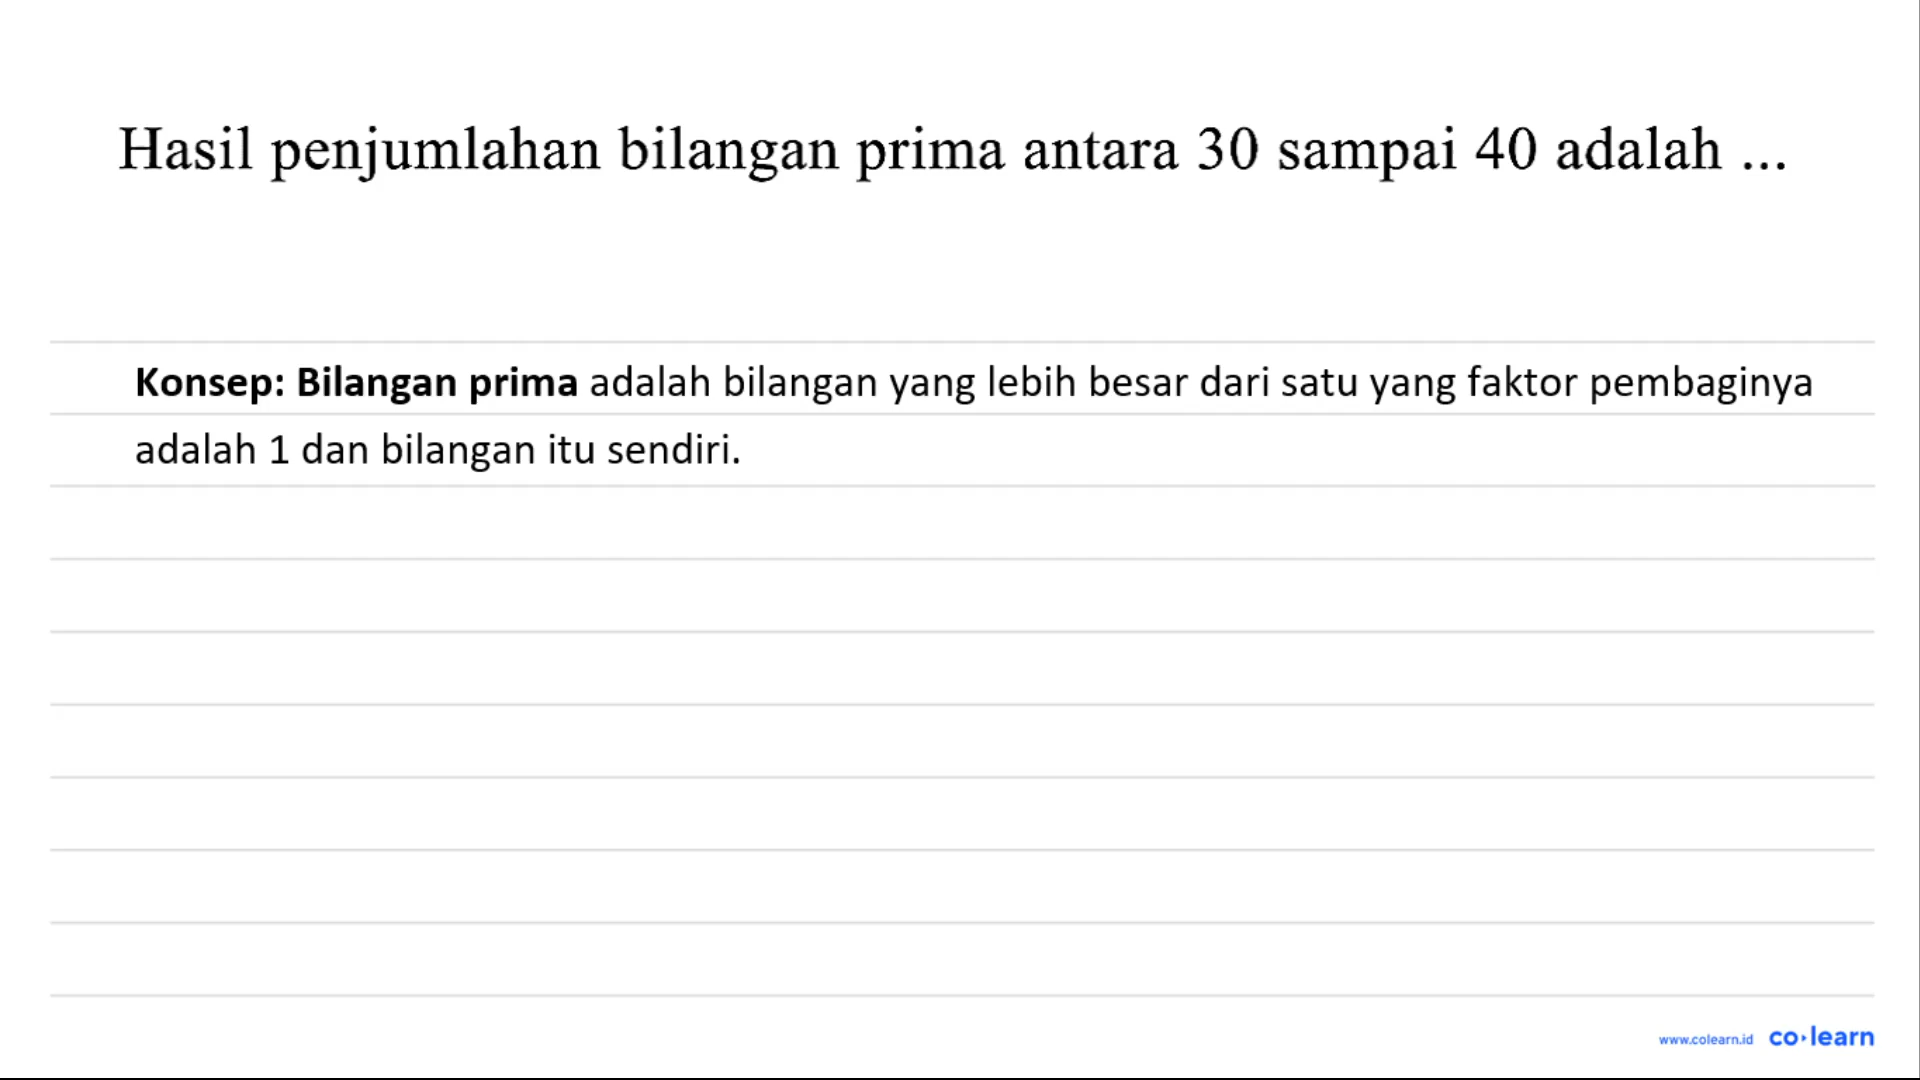 Hasil penjumlahan bilangan prima antara 30 sampai 40 adalah ...
Konsep: Bilangan prima adalah bilangan yang lebih besar dari satu yang faktor pembaginya
adalah 1 dan bilangan itu sendiri.
www.colearn.id co·learn